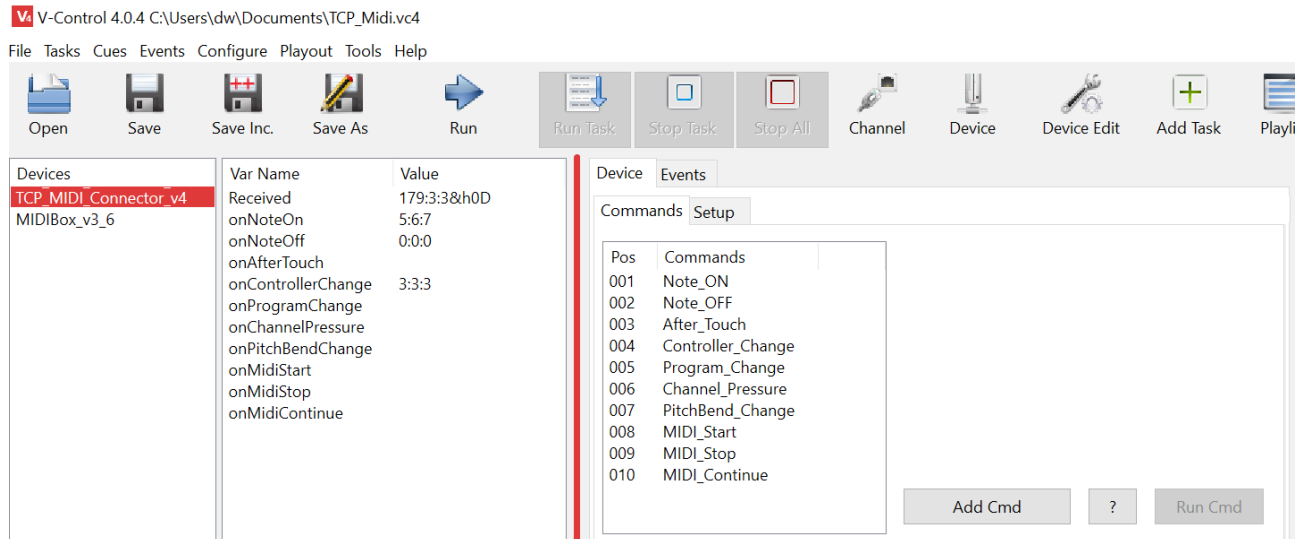 V4 V-Control 4.0.4 C:\Users\dw\Documents\TCP_Midi.vc4
File Tasks Cues Events Configure Playout Tools Help
Open Save Save Inc. Save As Run Run Task Stop Task Stop All Channel Device Device Edit Add Task Playli
Devices
TCP_MIDI_Connector_v4
MIDIBox_v3_6
Var Name Value
Received 179:3:3&h0D
onNoteOn 5:6:7
onNoteOff 0:0:0
onAfterTouch
onControllerChange 3:3:3
onProgramChange
onChannelPressure
onPitchBendChange
onMidiStart
onMidiStop
onMidiContinue
Device Events
Commands Setup
Pos Commands
001 Note_ON
002 Note_OFF
003 After_Touch
004 Controller_Change
005 Program_Change
006 Channel_Pressure
007 PitchBend_Change
008 MIDI_Start
009 MIDI_Stop
010 MIDI_Continue
Add Cmd ? Run Cmd